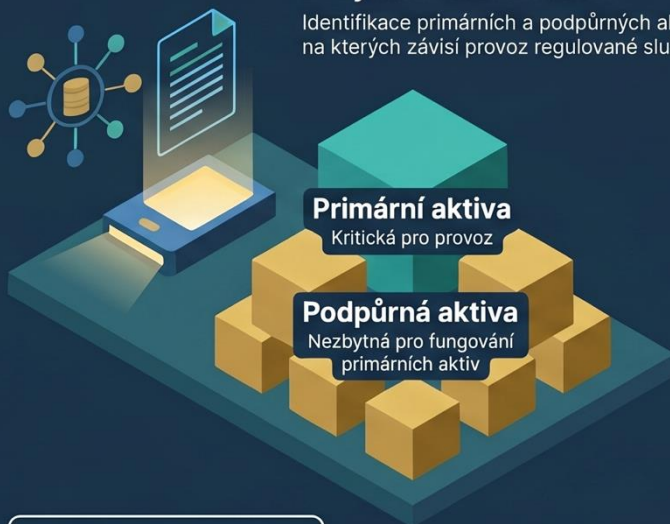 Identifikace primárních a podpůrných
na kterých závisí provoz regulované
Primární aktiva
Kritická pro provoz
Podpůrná aktiva
Nezbytná pro fungování
primárních aktiv